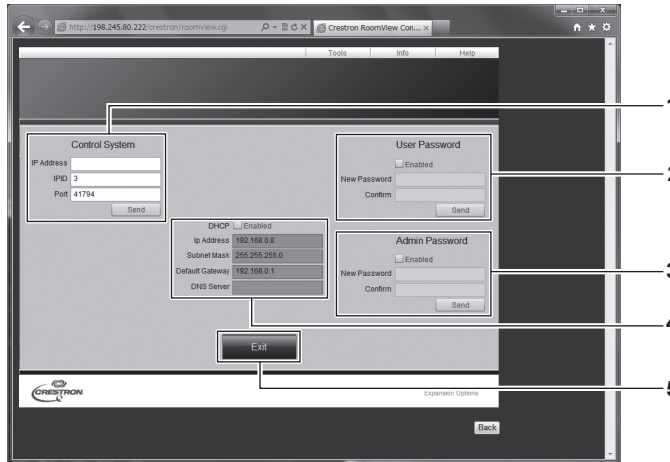 http://198.245.80.222/crestron/roomview.cgi
Crestron RoomView Con... ×
Tools Info Help
Control System
IP Address
IPID 3
Port 41794
Send
1
User Password
Enabled
New Password
Confirm
Send
DHCP Enabled
Ip Address 192.168.0.8
Subnet Mask 255.255.255.0
Default Gateway 192.168.0.1
DNS Server
Admin Password
Enabled
New Password
Confirm
Send
4
Exit
CRESTRON
Expansion Options
Back